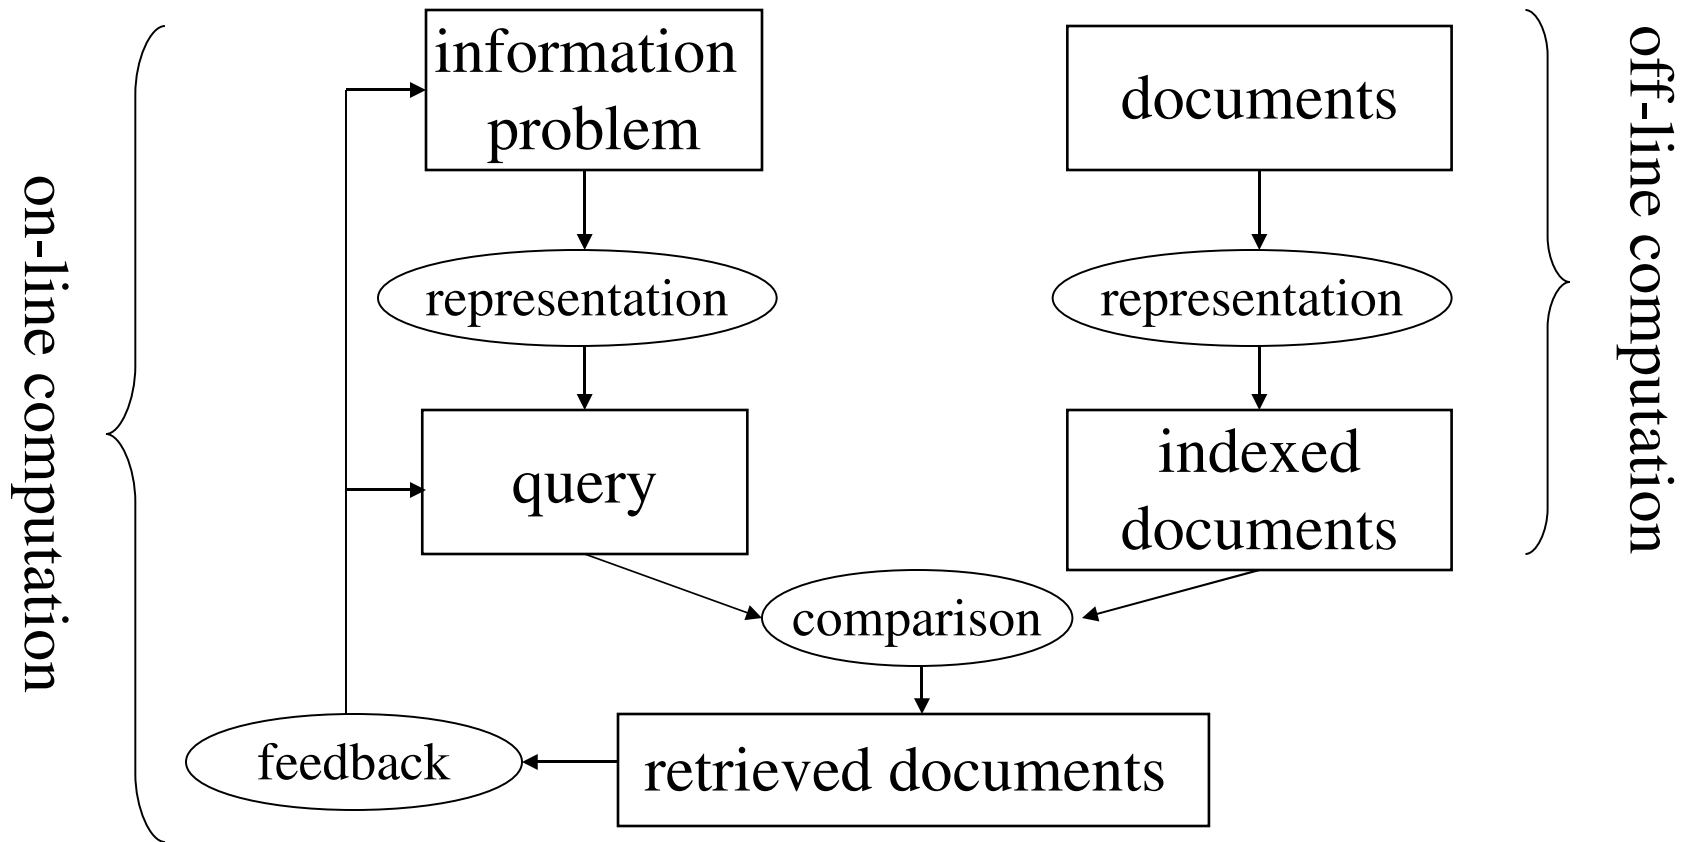 on-line computation
information
problem
representation
query
documents
representation
indexed
documents
off-line computation
comparison
feedback
retrieved documents